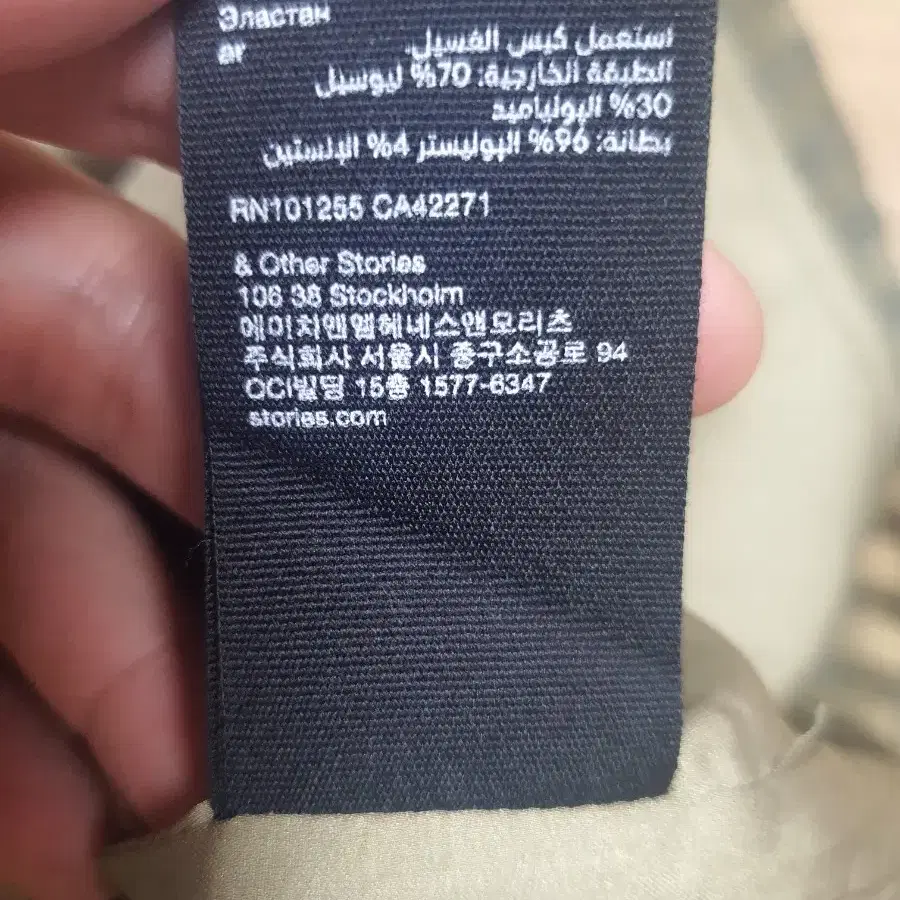 Эластан
ar
استعمل كيس الغسيل.
الطبقة الخارجية: 70% ليوسيل
30% البولياميد
بطانة: 96% البوليستر 4% الإلستين
RN101255 CA42271
& Other Stories
106 38 Stockholm
에이치앤엠헤네스앤모리츠
주식회사 서울시 중구소공로 94
CCI빌딩 15층 1577-6347
stories.com